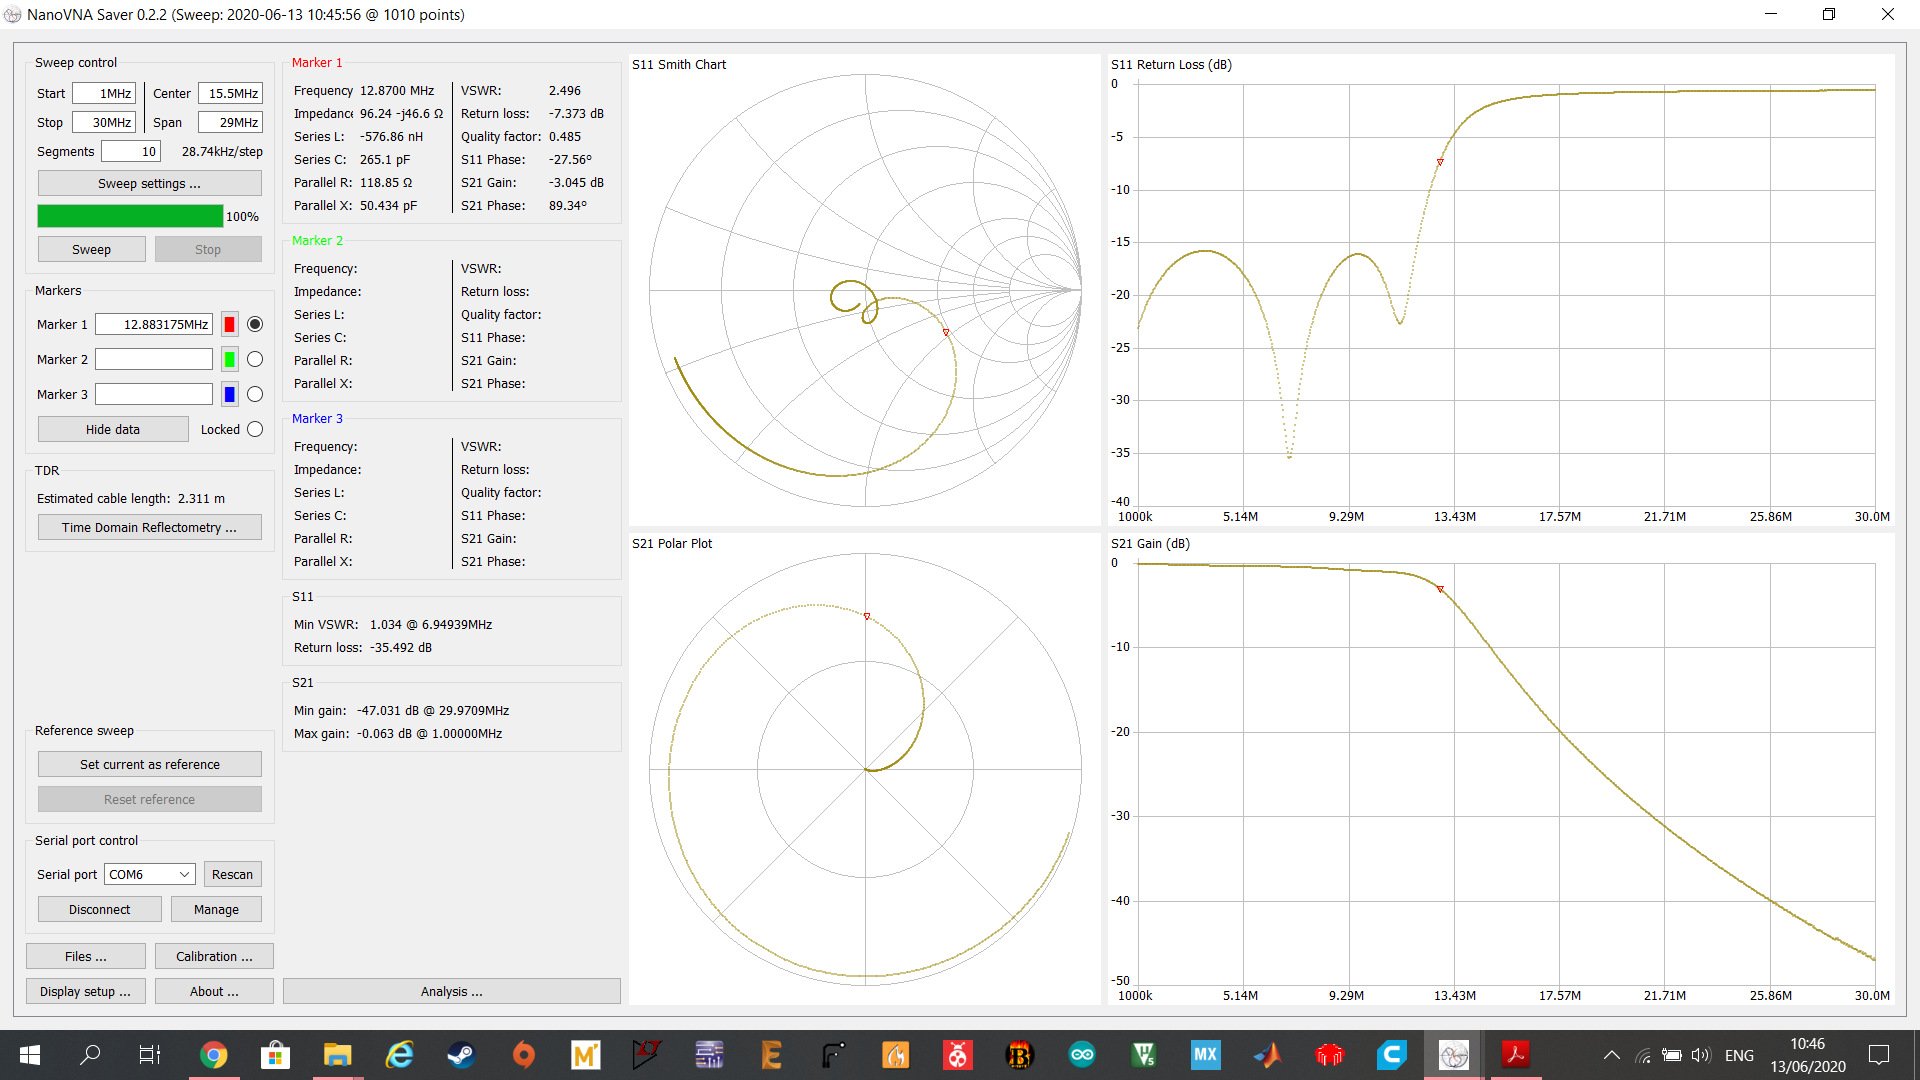 NanoVNA Saver 0.2.2 (Sweep: 2020-06-13 10:45:56 @ 1010 points)
Sweep control
Start 1MHz Center 15.5MHz
Stop 30MHz Span 29MHz
Segments 10 28.74kHz/step
Sweep settings ...
100%
Sweep Stop
Markers
Marker 1 12.883175MHz
Marker 2
Marker 3
Hide data Locked
TDR
Estimated cable length: 2.311 m
Time Domain Reflectometry ...
Reference sweep
Set current as reference
Reset reference
Serial port control
Serial port COM6 Rescan
Disconnect Manage
Files ... Calibration ...
Display setup ... About ...
Marker 1
Frequency 12.8700 MHz VSWR: 2.496
Impedanc 96.24 -j46.6 Ω Return loss: -7.373 dB
Series L: -576.86 nH Quality factor: 0.485
Series C: 265.1 pF S11 Phase: -27.56º
Parallel R: 118.85 Ω S21 Gain: -3.045 dB
Parallel X: 50.434 pF S21 Phase: 89.34º
Marker 2
Frequency: VSWR:
Impedance: Return loss:
Series L: Quality factor:
Series C: S11 Phase:
Parallel R: S21 Gain:
Parallel X: S21 Phase:
Marker 3
Frequency: VSWR:
Impedance: Return loss:
Series L: Quality factor:
Series C: S11 Phase:
Parallel R: S21 Gain:
Parallel X: S21 Phase:
S11
Min VSWR: 1.034 @ 6.94939MHz
Return loss: -35.492 dB
S21
Min gain: -47.031 dB @ 29.9709MHz
Max gain: -0.063 dB @ 1.00000MHz
Analysis ...
S11 Smith Chart
S11 Return Loss (dB)
0
-5
-10
-15
-20
-25
-30
-35
-40
1000k 5.14M 9.29M 13.43M 17.57M 21.71M 25.86M 30.0M
S21 Polar Plot
S21 Gain (dB)
0
-10
-20
-30
-40
-50
1000k 5.14M 9.29M 13.43M 17.57M 21.71M 25.86M 30.0M
MX
ENG
10:46
13/06/2020